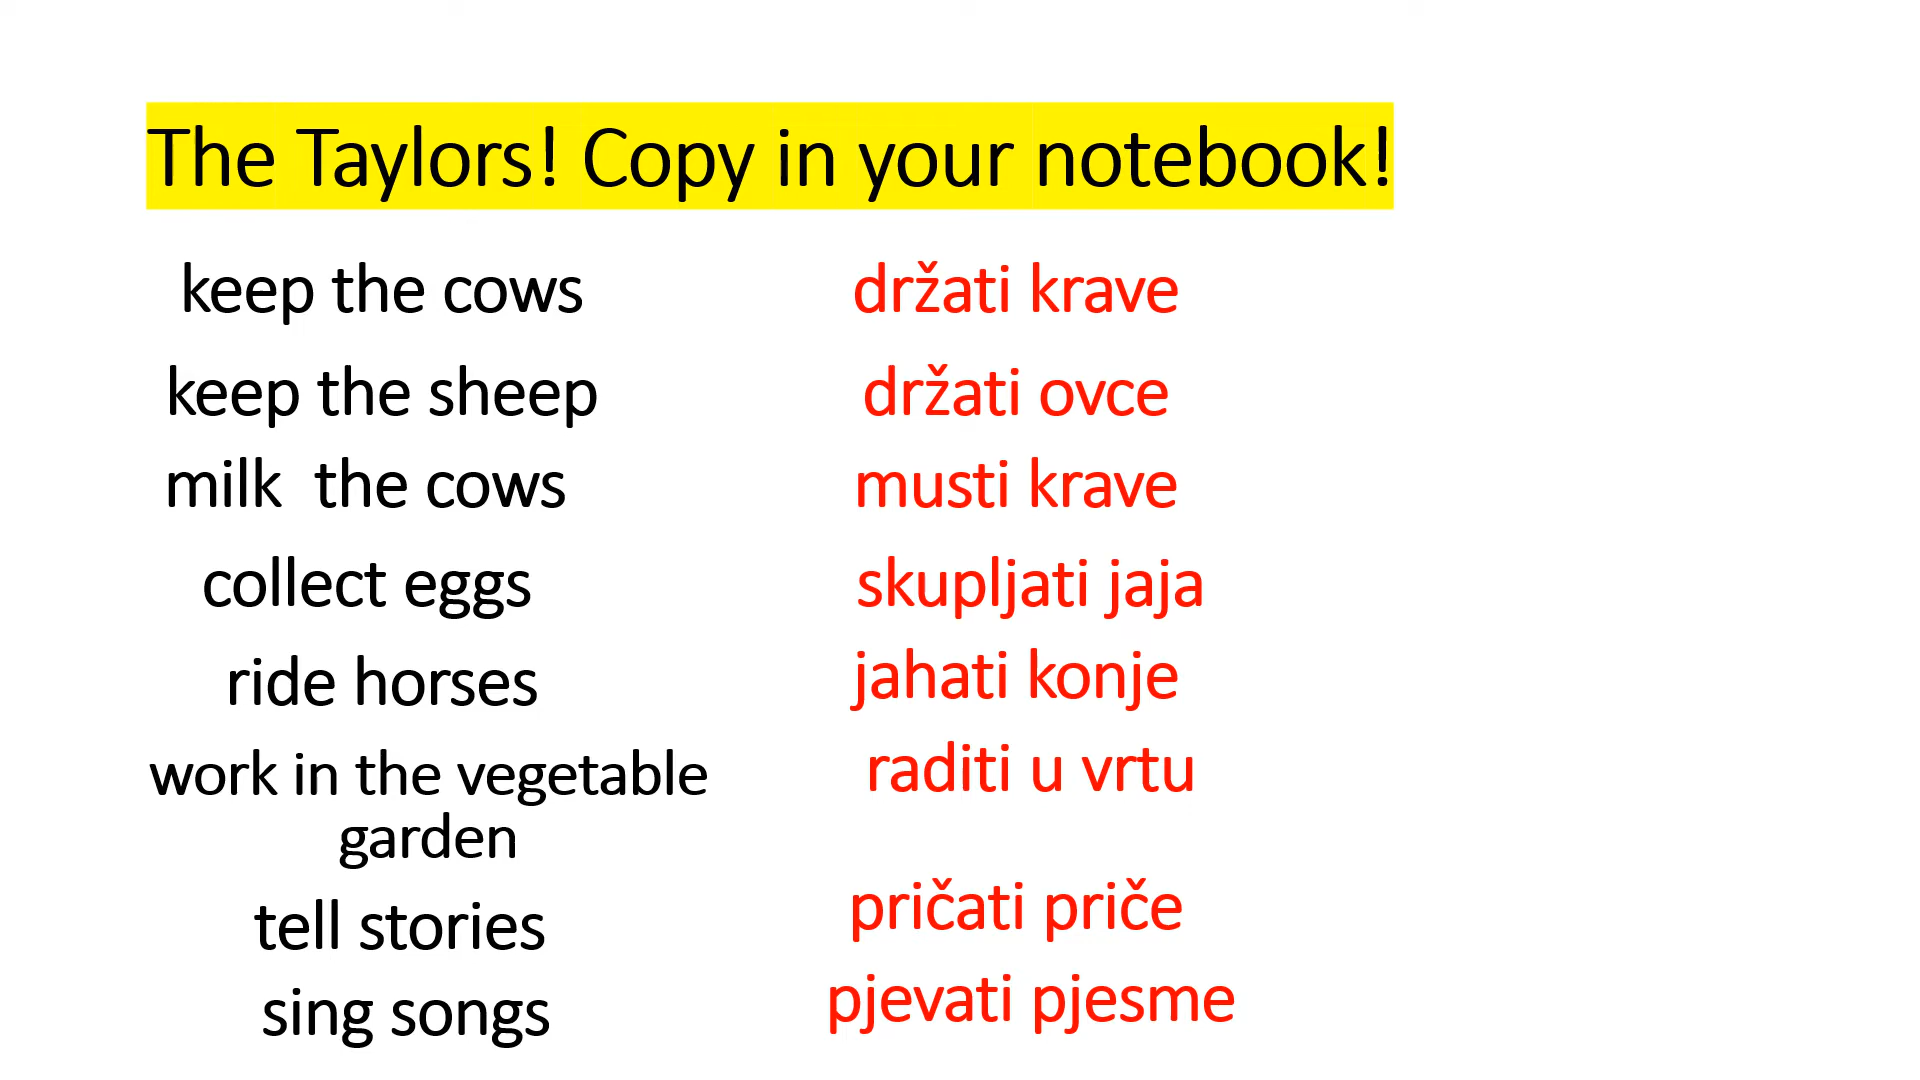 The Taylors! Copy in your notebook!
keep the cows držati krave
keep the sheep držati ovce
milk  the cows musti krave
collect eggs skupljati jaja
ride horses jahati konje
work in the vegetable raditi u vrtu
garden
tell stories pričati priče
sing songs pjevati pjesme